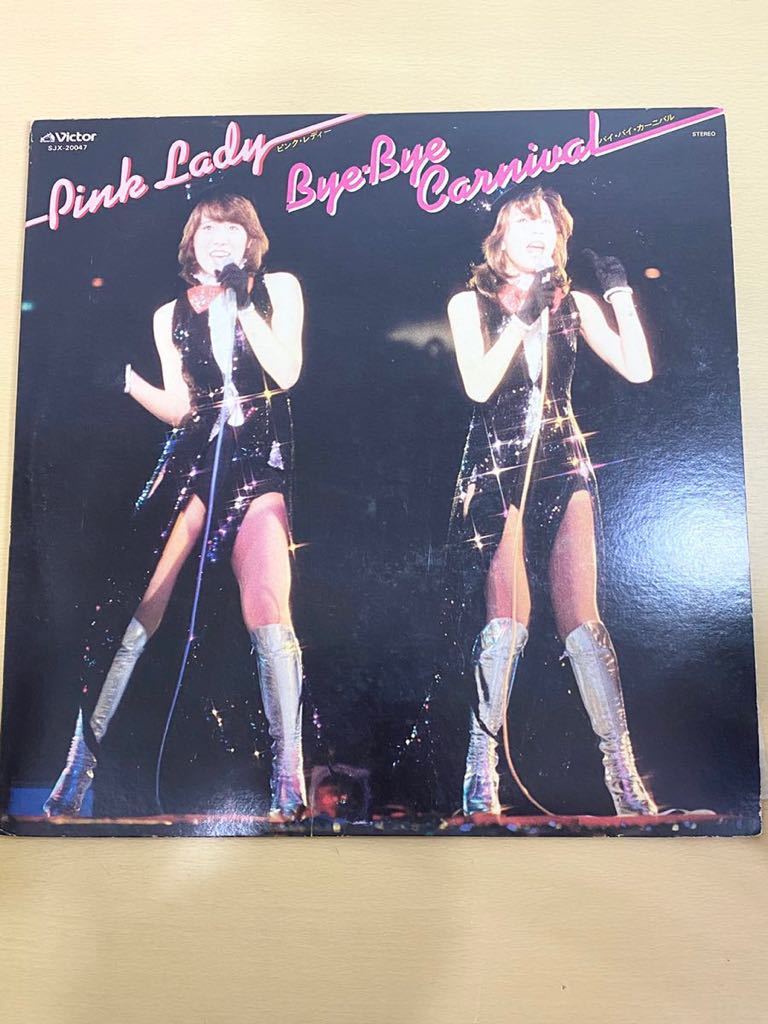 Victor
SJX-20047
Pink Lady
ピンク・レディー
Bye-Bye
Carnival
バイ・バイ・カーニバル
STEREO